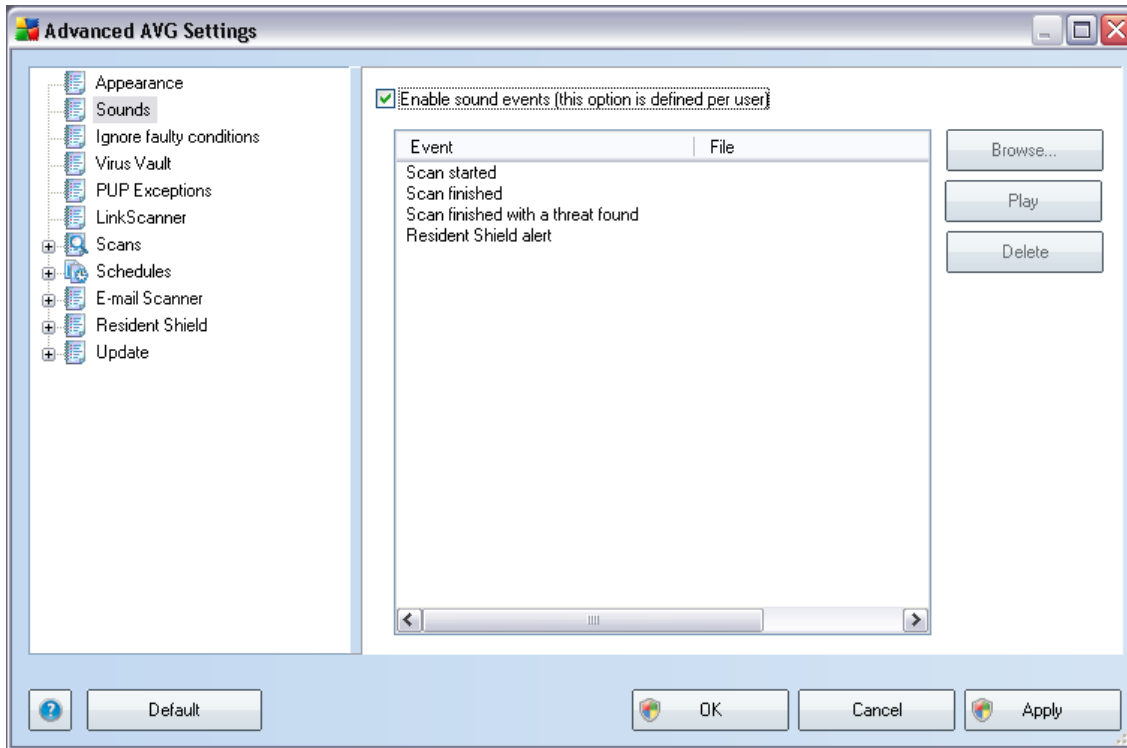 Advanced AVG Settings
Appearance
Sounds
Ignore faulty conditions
Virus Vault
PUP Exceptions
LinkScanner
Scans
Schedules
E-mail Scanner
Resident Shield
Update
Enable sound events (this option is defined per user)
Event File
Scan started
Scan finished
Scan finished with a threat found
Resident Shield alert
Browse...
Play
Delete
Default
OK
Cancel
Apply